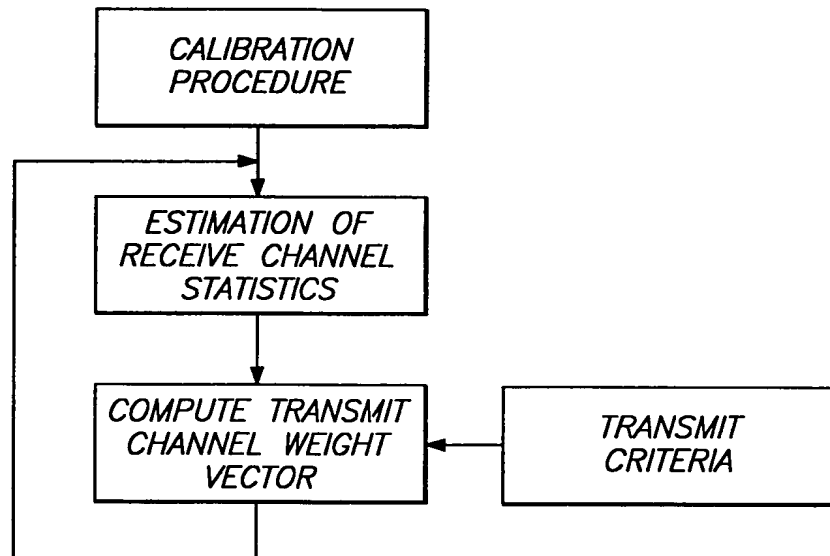 CALIBRATION
PROCEDURE
ESTIMATION OF
RECEIVE CHANNEL
STATISTICS
COMPUTE TRANSMIT
CHANNEL WEIGHT
VECTOR
TRANSMIT
CRITERIA